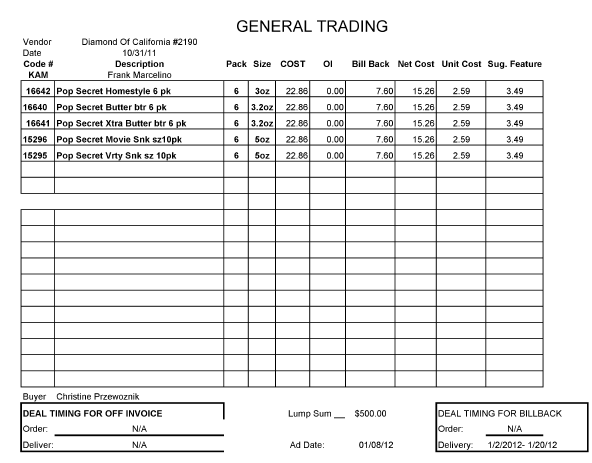 GENERAL TRADING
Vendor Diamond Of California #2190
Date 10/31/11
Code # Description Pack Size COST OI Bill Back Net Cost Unit Cost Sug. Feature
KAM Frank Marcelino
16642 Pop Secret Homestyle 6 pk 6 3oz 22.86 0.00 7.60 15.26 2.59 3.49
16640 Pop Secret Butter btr 6 pk 6 3.2oz 22.86 0.00 7.60 15.26 2.59 3.49
16641 Pop Secret Xtra Butter btr 6 pk 6 3.2oz 22.86 0.00 7.60 15.26 2.59 3.49
15296 Pop Secret Movie Snk sz10pk 6 5oz 22.86 0.00 7.60 15.26 2.59 3.49
15295 Pop Secret Vrty Snk sz 10pk 6 5oz 22.86 0.00 7.60 15.26 2.59 3.49
Buyer Christine Przewoznik
DEAL TIMING FOR OFF INVOICE Lump Sum __ $500.00 DEAL TIMING FOR BILLBACK
Order: N/A Order: N/A
Deliver: N/A Ad Date: 01/08/12 Delivery: 1/2/2012- 1/20/12